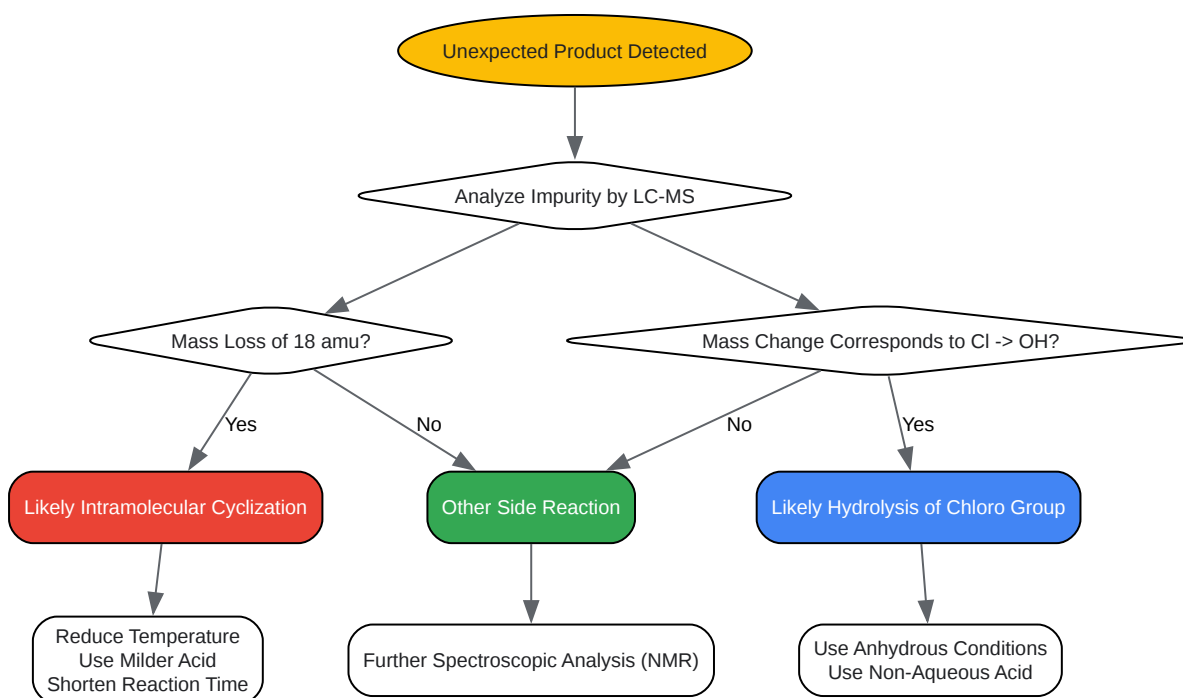 Unexpected Product Detected
Analyze Impurity by LC-MS
Mass Loss of 18 amu?
Mass Change Corresponds to Cl -> OH?
Yes
No
No
Yes
Likely Intramolecular Cyclization
Other Side Reaction
Likely Hydrolysis of Chloro Group
Reduce Temperature
Use Milder Acid
Shorten Reaction Time
Further Spectroscopic Analysis (NMR)
Use Anhydrous Conditions
Use Non-Aqueous Acid